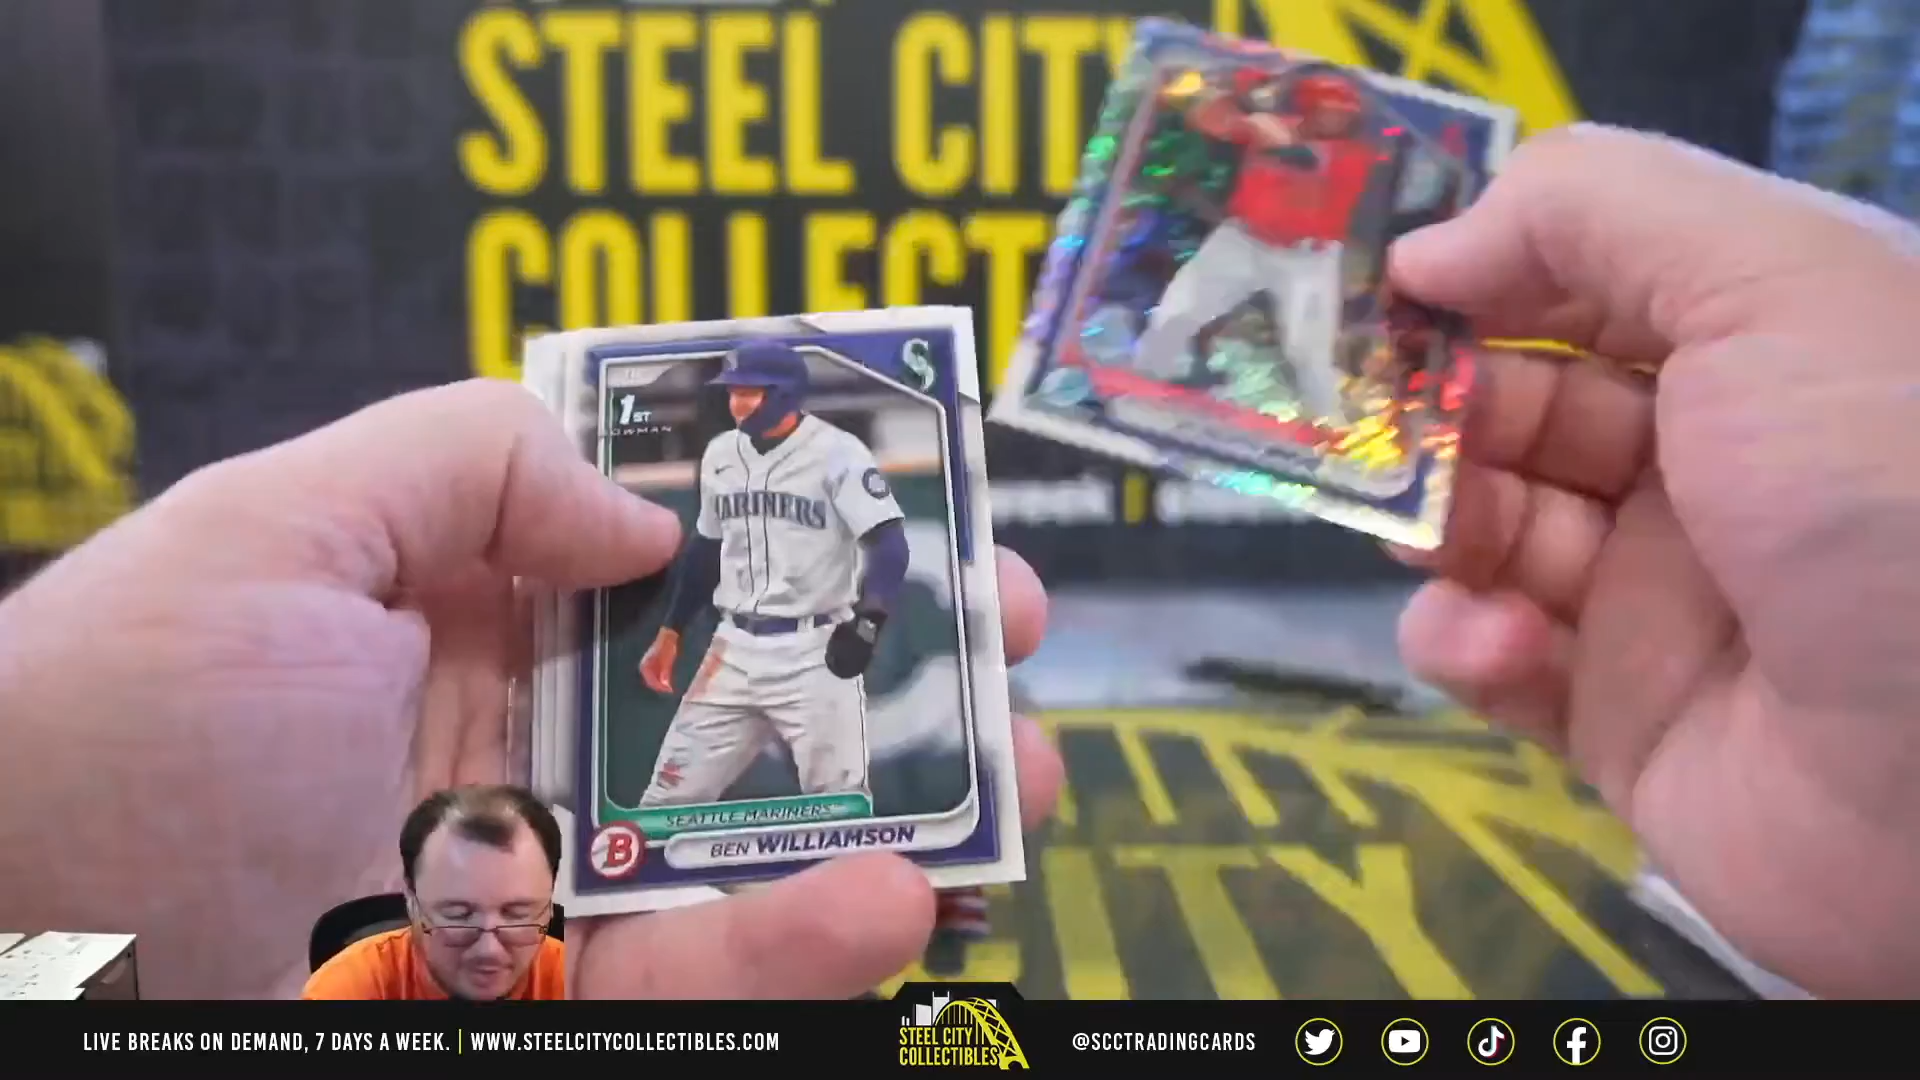 STEEL CITY
COLLECT
1ST
BOWMAN
S
MARINERS
SEATTLE MARINERS
B
BEN WILLIAMSON
CITY
LIVE BREAKS ON DEMAND, 7 DAYS A WEEK. | WWW.STEELCITYCOLLECTIBLES.COM
STEEL CITY
COLLECTIBLES
@SCCTRADINGCARDS